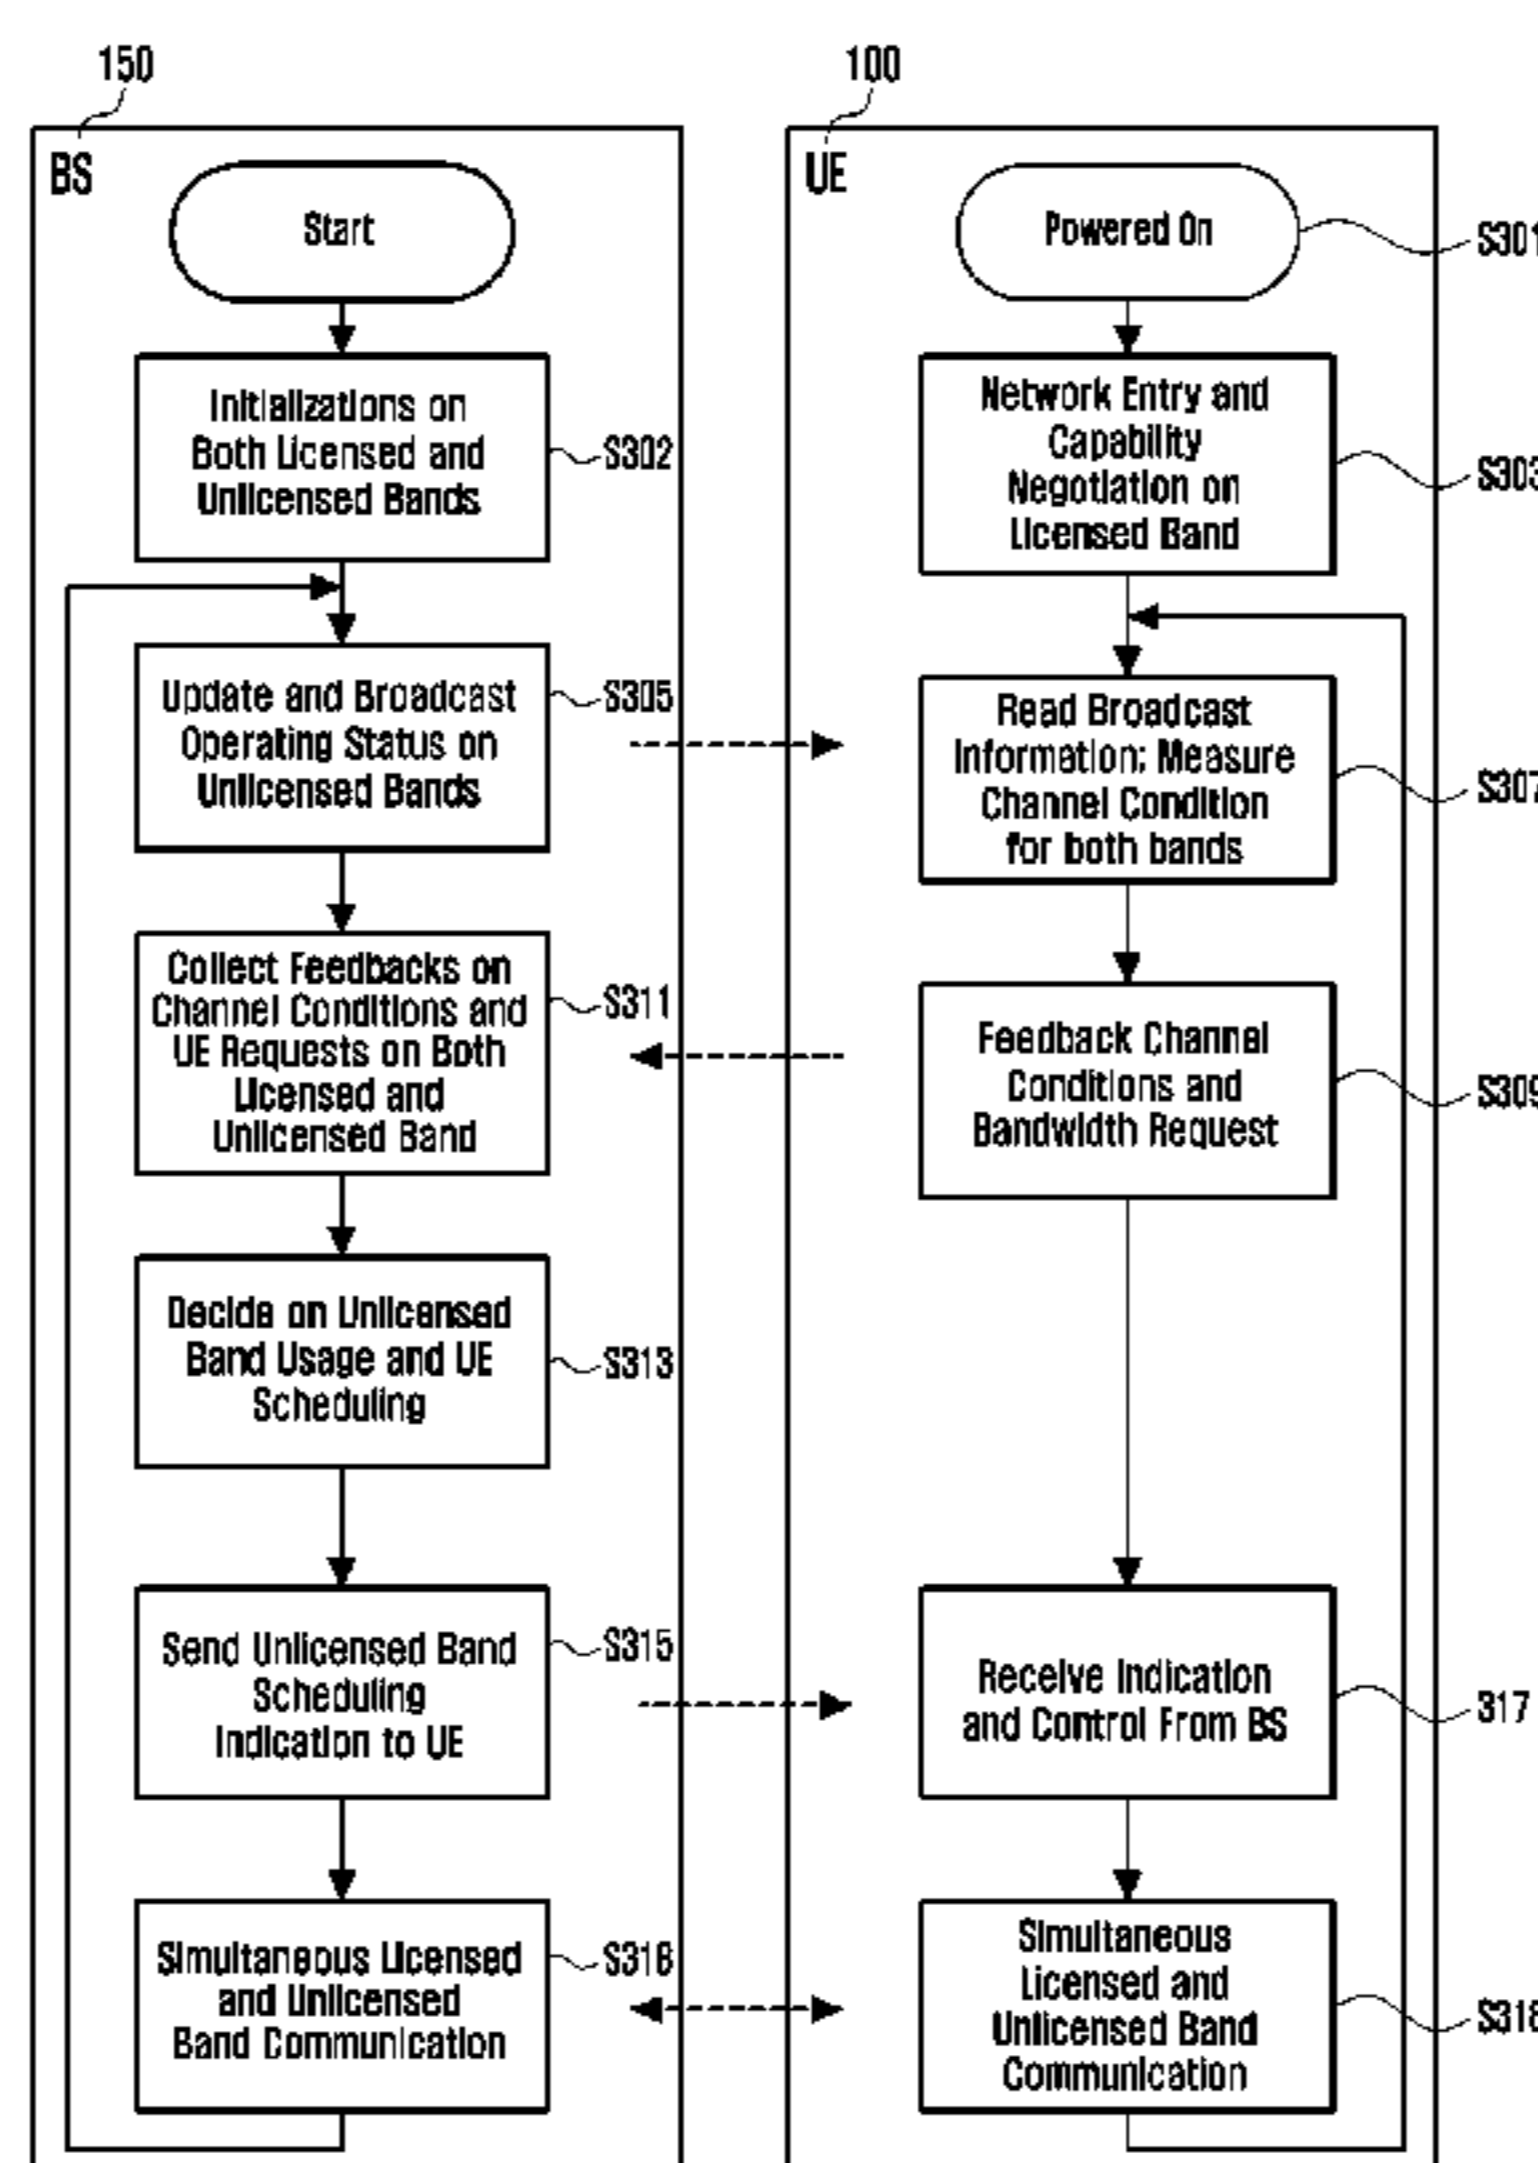 150
BS
Start
Initializations on
Both Licensed and
Unlicensed Bands
S302
Update and Broadcast
Operating Status on
Unlicensed Bands
S305
Collect Feedbacks on
Channel Conditions and
UE Requests on Both
Licensed and
Unlicensed Band
S311
Decide on Unlicensed
Band Usage and UE
Scheduling
S313
Send Unlicensed Band
Scheduling
Indication to UE
S315
Simultaneous Licensed
and Unlicensed
Band Communication
S316
100
UE
Powered On
S301
Network Entry and
Capability
Negotiation on
Licensed Band
S303
Read Broadcast
Information; Measure
Channel Condition
for both bands
S307
Feedback Channel
Conditions and
Bandwidth Request
S309
Receive Indication
and Control From BS
317
Simultaneous
Licensed and
Unlicensed Band
Communication
S318